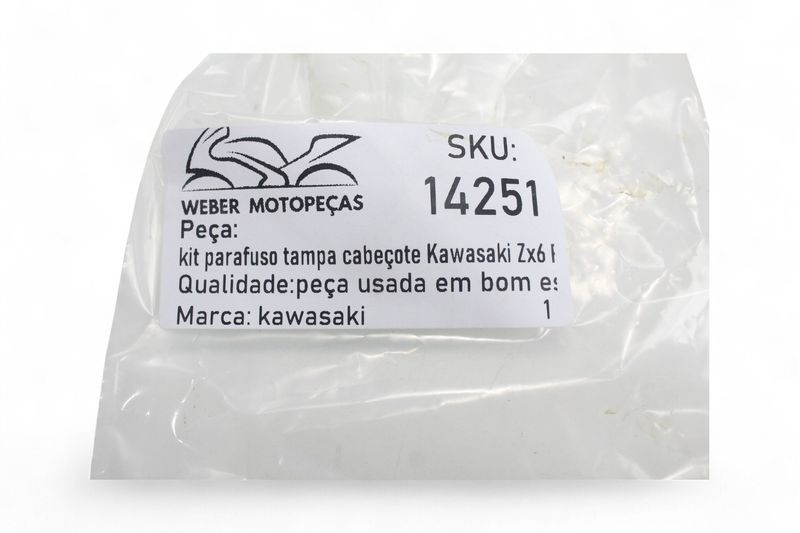 SKU:
14251
WEBER MOTOPEÇAS
Peça:
kit parafuso tampa cabeçote Kawasaki Zx6
Qualidade:peça usada em bom es
Marca: kawasaki 1